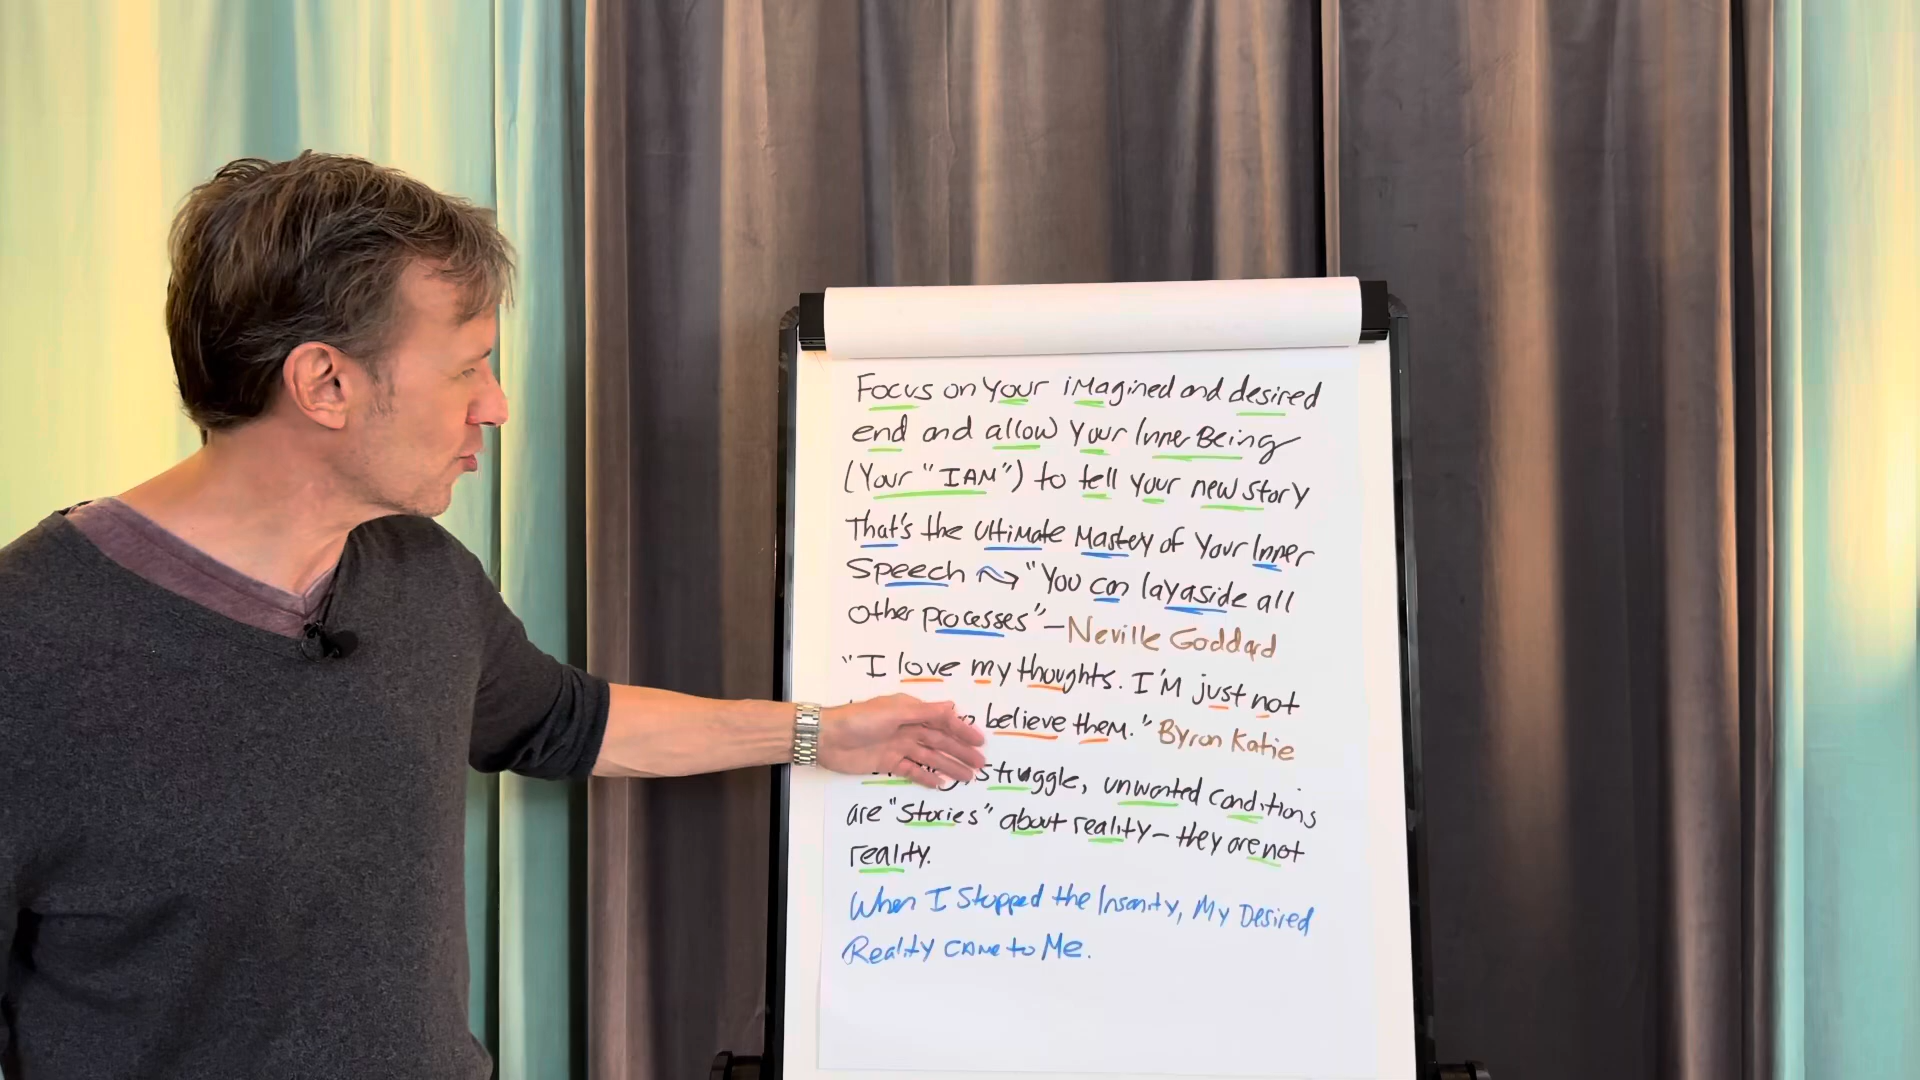 Focus on your imagined and desired
end and allow your Inner Being
(Your "I AM") to tell your new story
That's the Ultimate Mastery of Your Inner
Speech "You can lay aside all
other processes" – Neville Goddard
"I love my thoughts. I'm just not
believe them." Byron Katie
struggle, unwanted conditions
are "Stories" about reality – they are not
reality.
When I Stopped the Insanity, My Desired
Reality came to Me.